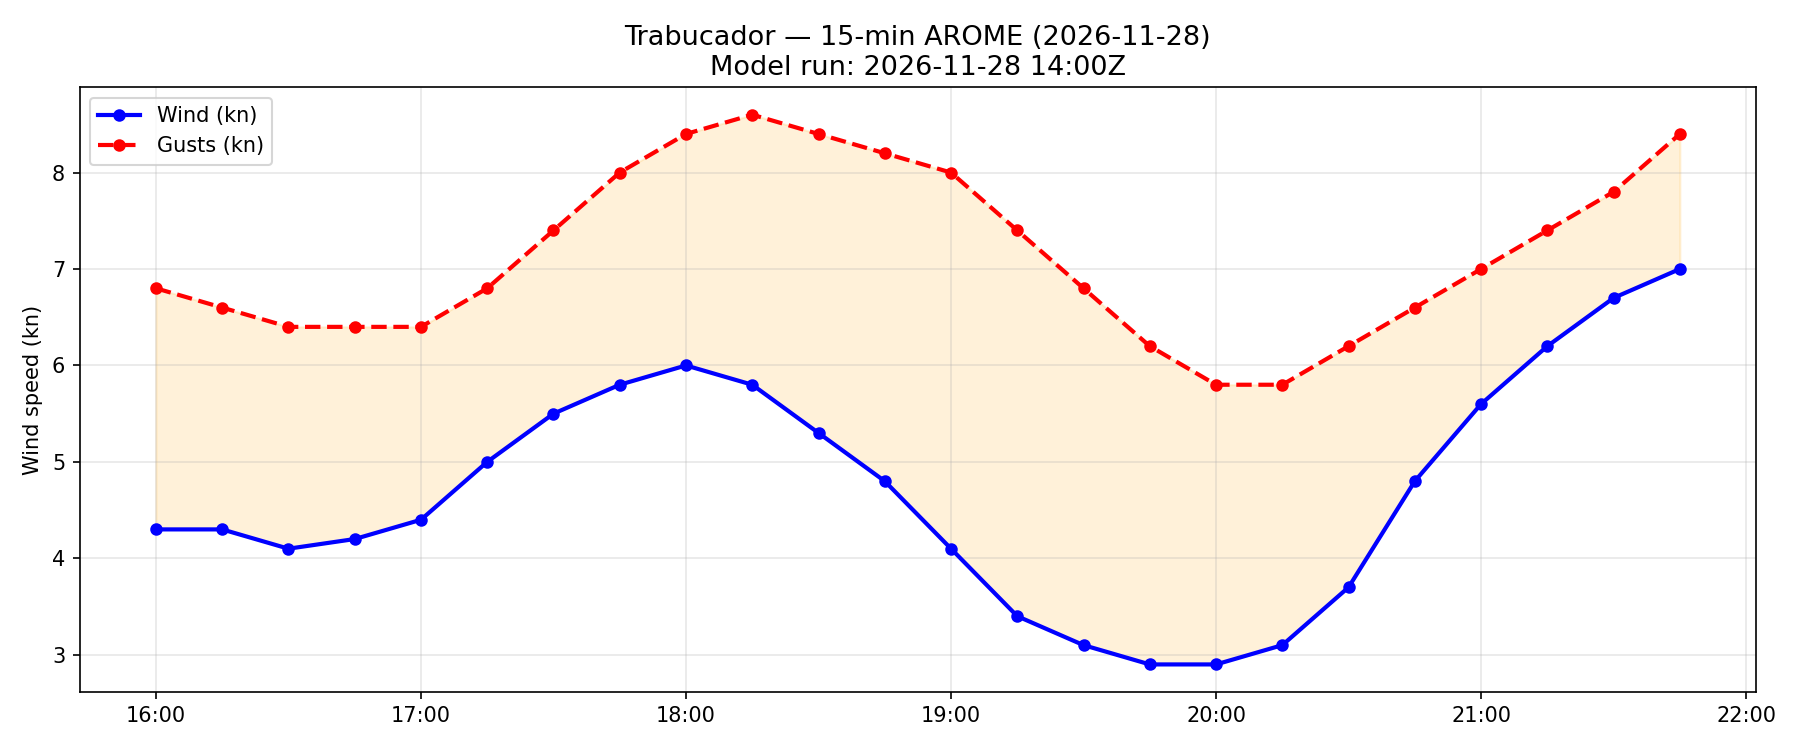 Trabucador — 15-min AROME (2026-11-28)
Model run: 2026-11-28 14:00Z
Wind (kn)
Gusts (kn)
Wind speed (kn)
8
7
6
5
4
3
16:00 17:00 18:00 19:00 20:00 21:00 22:00